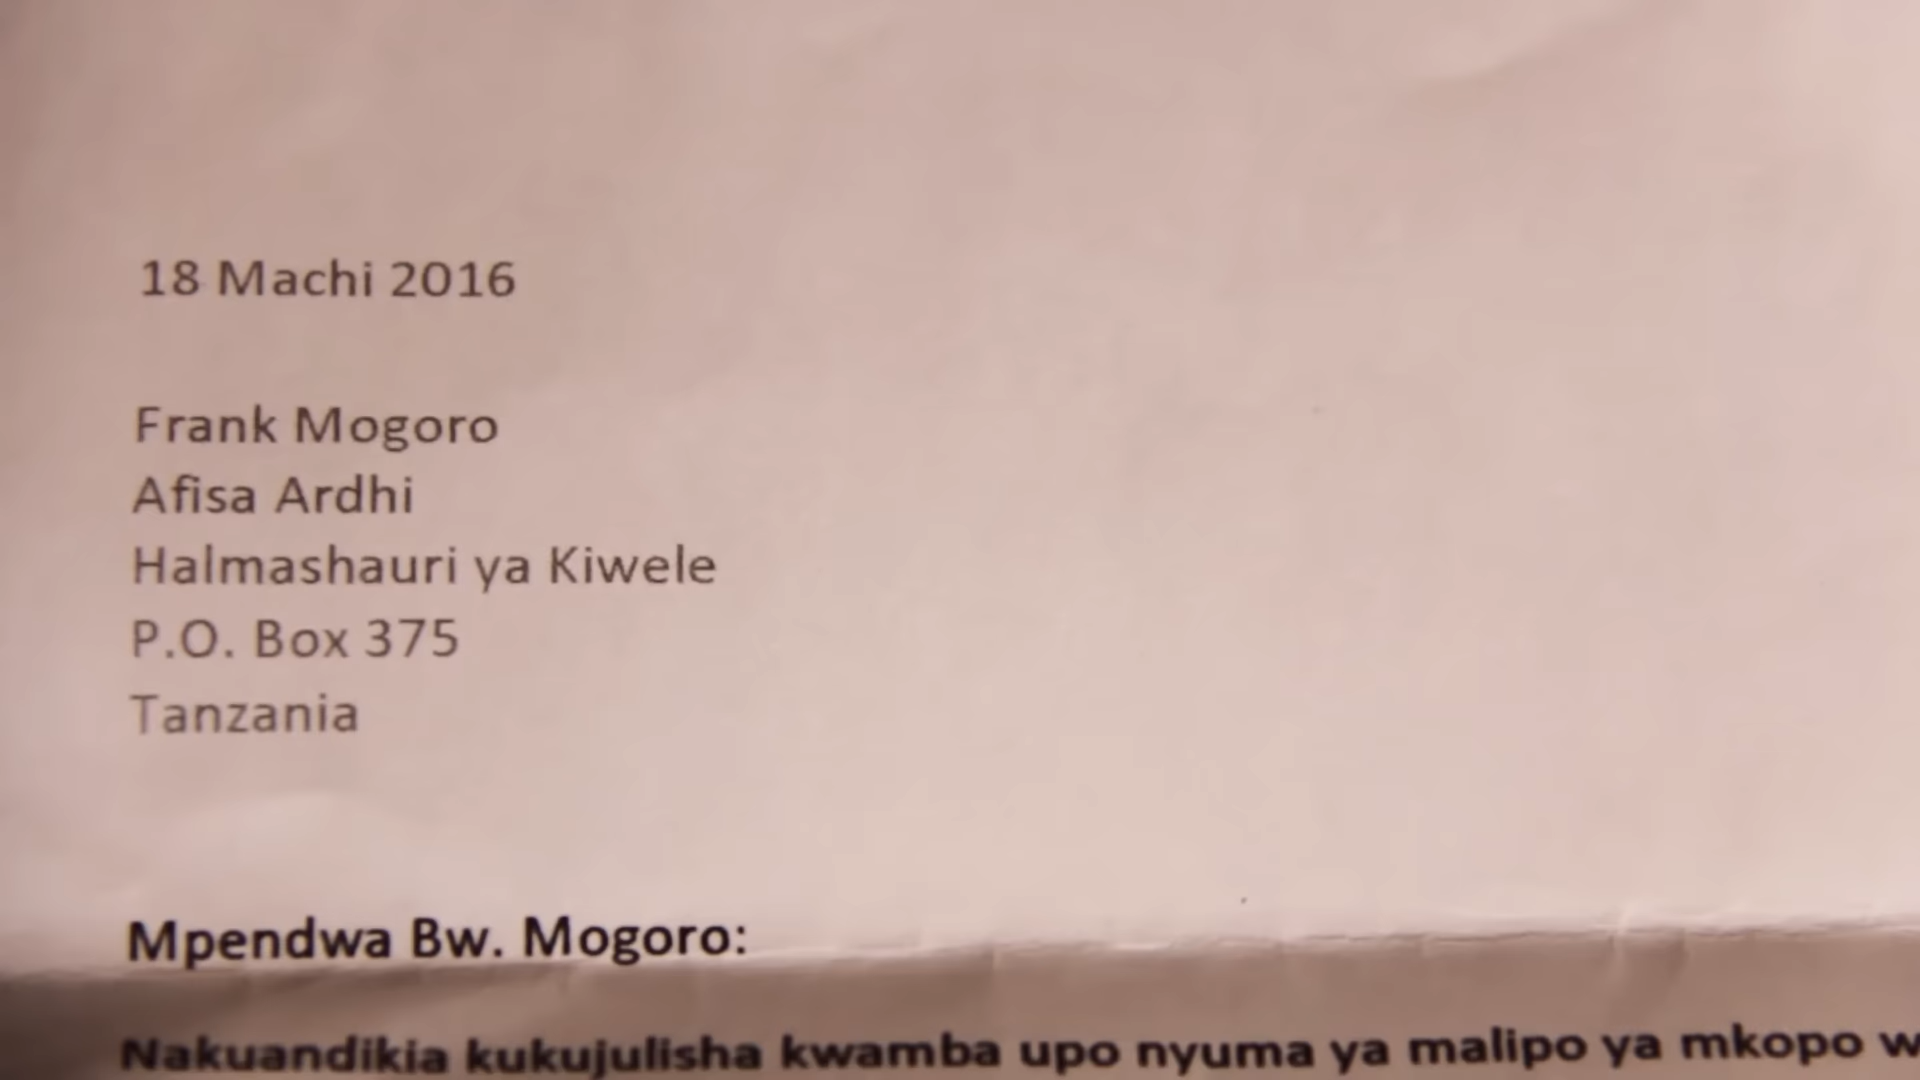 18 Machi 2016
Frank Mogoro
Afisa Ardhi
Halmashauri ya Kiwele
P.O. Box 375
Tanzania
Mpendwa Bw. Mogoro:
Nakuandikia kukujulisha kwamba upo nyuma ya malipo ya mkopo